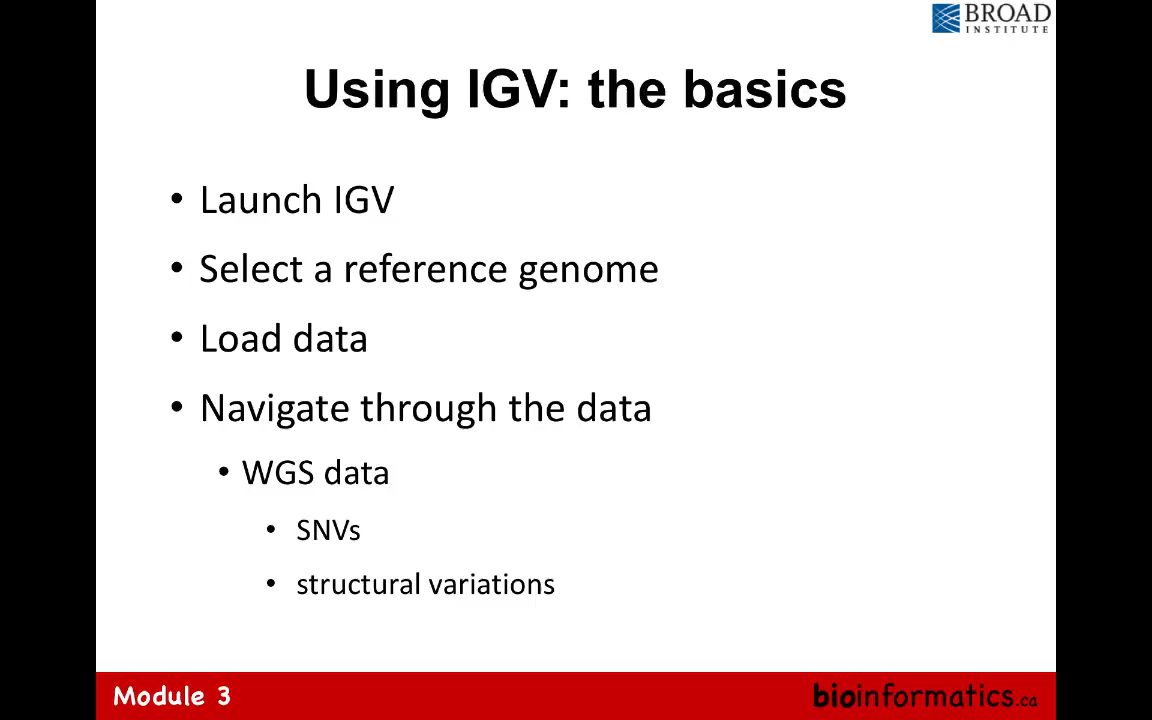 BROAD
INSTITUTE
Using IGV: the basics
• Launch IGV
• Select a reference genome
• Load data
• Navigate through the data
• WGS data
• SNVs
• structural variations
Module 3
bioinformatics.ca